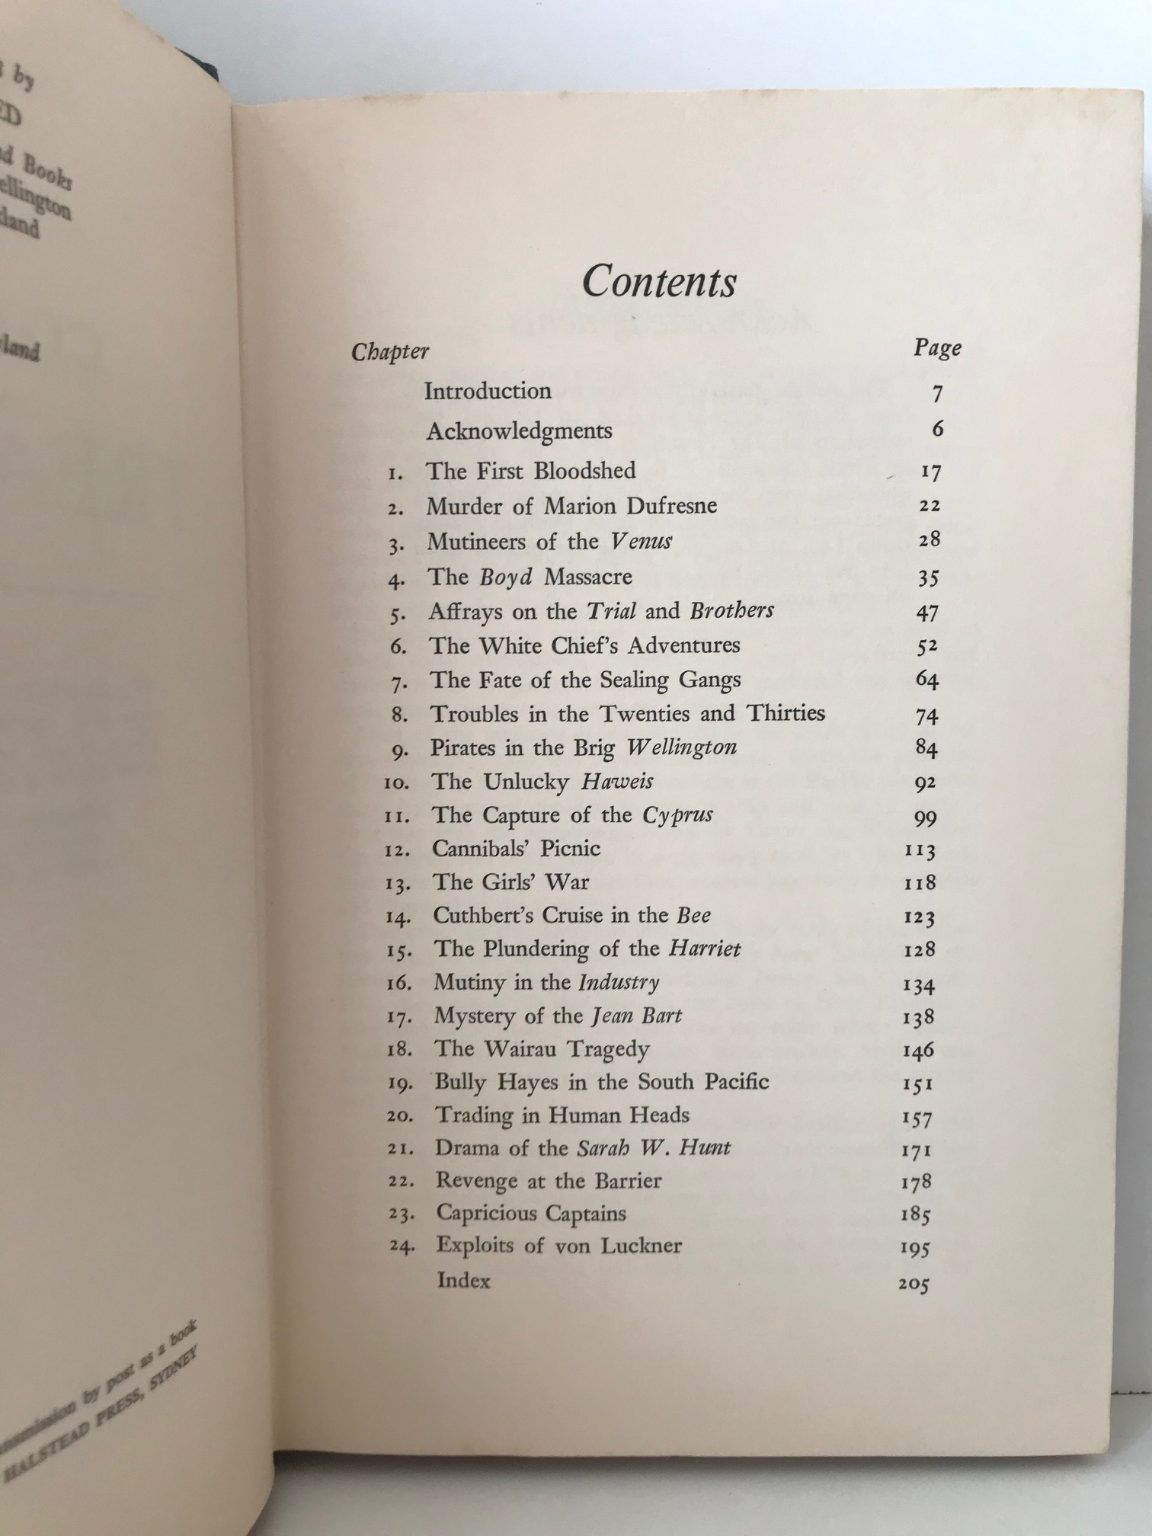 by
Books
Contents
Chapter Page
Introduction 7
Acknowledgments 6
1. The First Bloodshed 17
2. Murder of Marion Dufresne 22
3. Mutineers of the Venus 28
4. The Boyd Massacre 35
5. Affrays on the Trial and Brothers 47
6. The White Chief's Adventures 52
7. The Fate of the Sealing Gangs 64
8. Troubles in the Twenties and Thirties 74
9. Pirates in the Brig Wellington 84
10. The Unlucky Haweis 92
11. The Capture of the Cyprus 99
12. Cannibals' Picnic 113
13. The Girls' War 118
14. Cuthbert's Cruise in the Bee 123
15. The Plundering of the Harriet 128
16. Mutiny in the Industry 134
17. Mystery of the Jean Bart 138
18. The Wairau Tragedy 146
19. Bully Hayes in the South Pacific 151
20. Trading in Human Heads 157
21. Drama of the Sarah W. Hunt 171
22. Revenge at the Barrier 178
23. Capricious Captains 185
24. Exploits of von Luckner 195
Index 205
by post as a book
HALSTEAD PRESS, SYDNEY